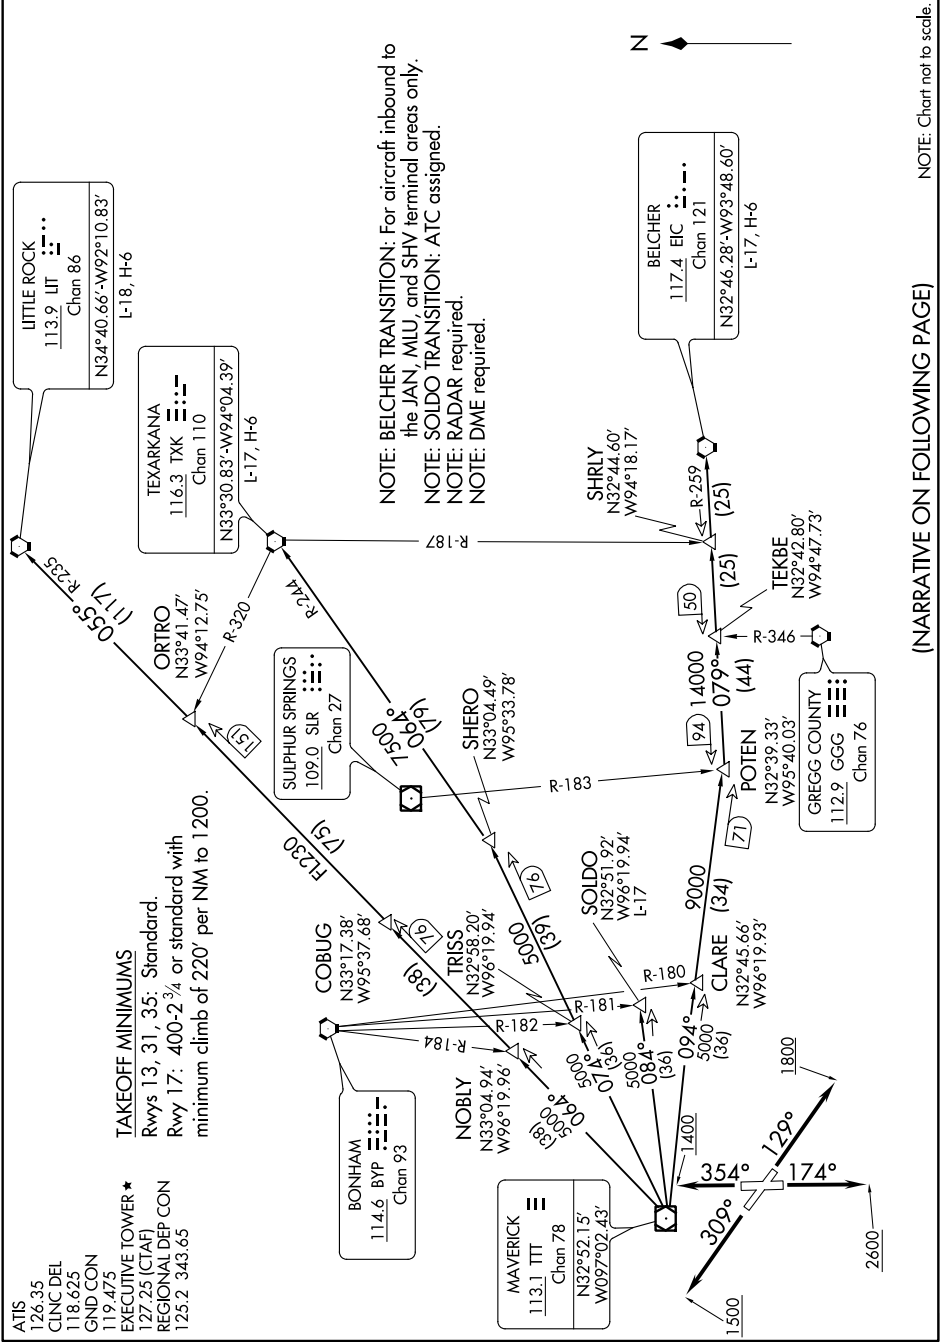 ATIS
126.35
CLNC DEL
118.625
GND CON
119.475
EXECUTIVE TOWER ★
127.25 (CTAF)
REGIONAL DEP CON
125.2 343.65
TAKEOFF MINIMUMS
Rwys 13, 31, 35: Standard.
Rwy 17: 400-2 ¾ or standard with
minimum climb of 220' per NM to 1200.
LITTLE ROCK
113.9 LIT
Chan 86
N34°40.66'-W92°10.83'
L-18, H-6
R-235
055°
(117)
ORTRO
N33°41.47'
W94°12.75'
R-320
151
TEXARKANA
116.3 TXK
Chan 110
N33°30.83'-W94°04.39'
L-17, H-6
R-244
R-187
FL230
(75)
SULPHUR SPRINGS
109.0 SLR
Chan 27
7500
064°
(79)
COBUG
N33°17.38'
W95°37.68'
76
(38)
BONHAM
114.6 BYP
Chan 93
R-184
R-182
R-181
R-180
NOBLY
N33°04.94'
W96°19.96'
TRISS
N32°58.20'
W96°19.94'
5000
(39)
76
SHERO
N33°04.49'
W95°33.78'
R-183
SOLDO
N32°51.92'
W96°19.94'
L-17
CLARE
N32°45.66'
W96°19.93'
9000
(34)
71
POTEN
N32°39.33'
W95°40.03'
94
14000
079°
(44)
GREGG COUNTY
112.9 GGG
Chan 76
R-346
TEKBE
N32°42.80'
W94°47.73'
50
(25)
SHRLY
N32°44.60'
W94°18.17'
R-259
(25)
BELCHER
117.4 EIC
Chan 121
N32°46.28'-W93°48.60'
L-17, H-6
NOTE: BELCHER TRANSITION: For aircraft inbound to
the JAN, MLU, and SHV terminal areas only.
NOTE: SOLDO TRANSITION: ATC assigned.
NOTE: RADAR required.
NOTE: DME required.
N
MAVERICK
113.1 TTT
Chan 78
N32°52.15'
W097°02.43'
064°
5000
(38)
5000
074°
(36)
5000
084°
(36)
094°
5000
(36)
1400
1800
354°
129°
309°
174°
1500
2600
(NARRATIVE ON FOLLOWING PAGE)
NOTE: Chart not to scale.